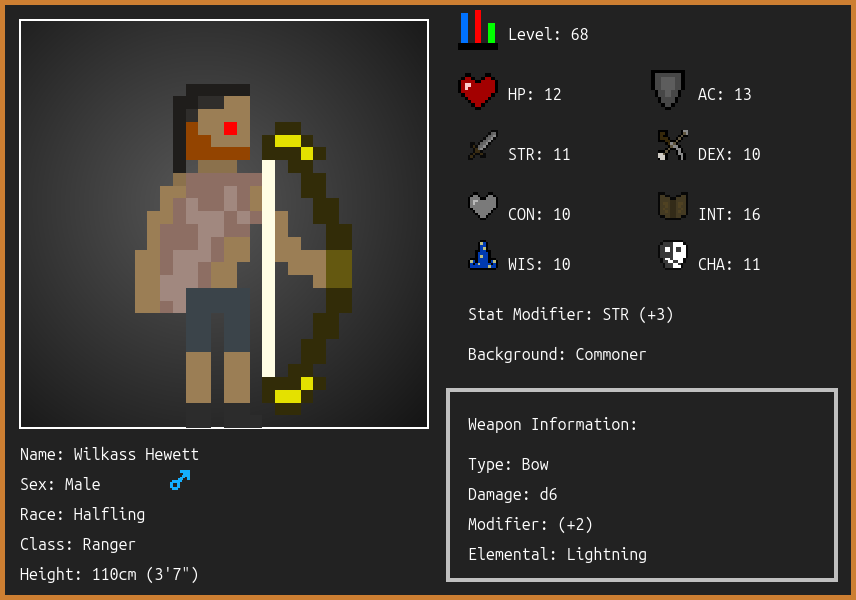 Level: 68
HP: 12
AC: 13
STR: 11
DEX: 10
CON: 10
INT: 16
WIS: 10
CHA: 11
Stat Modifier: STR (+3)
Background: Commoner
Weapon Information:
Type: Bow
Damage: d6
Modifier: (+2)
Elemental: Lightning
Name: Wilkass Hewett
Sex: Male
Race: Halfling
Class: Ranger
Height: 110cm (3'7")